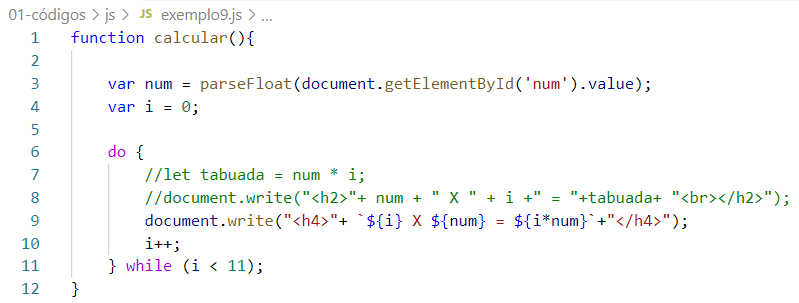 01-códigos > js > JS exemplo9.js > ...
1 function calcular(){
2
3 var num = parseFloat(document.getElementById('num').value);
4 var i = 0;
5
6 do {
7 //let tabuada = num * i;
8 //document.write("<h2>"+ num + " X " + i +" = "+tabuada+ "<br></h2>");
9 document.write("<h4>"+ `${i} X ${num} = ${i*num}`+"</h4>");
10 i++;
11 } while (i < 11);
12 }